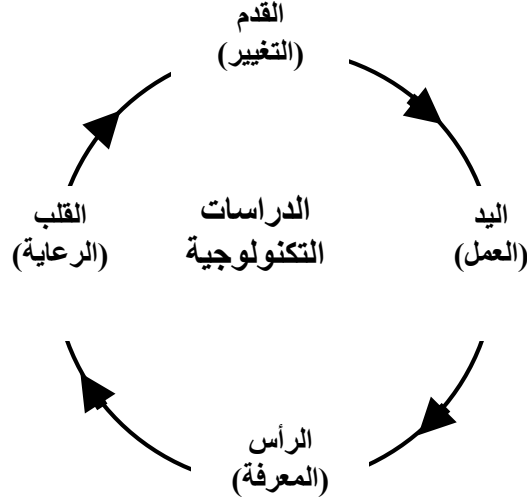 القدم
(التغيير)
اليد
(العمل)
الدراسات
التكنولوجية
القلب
(الرعاية)
الرأس
(المعرفة)